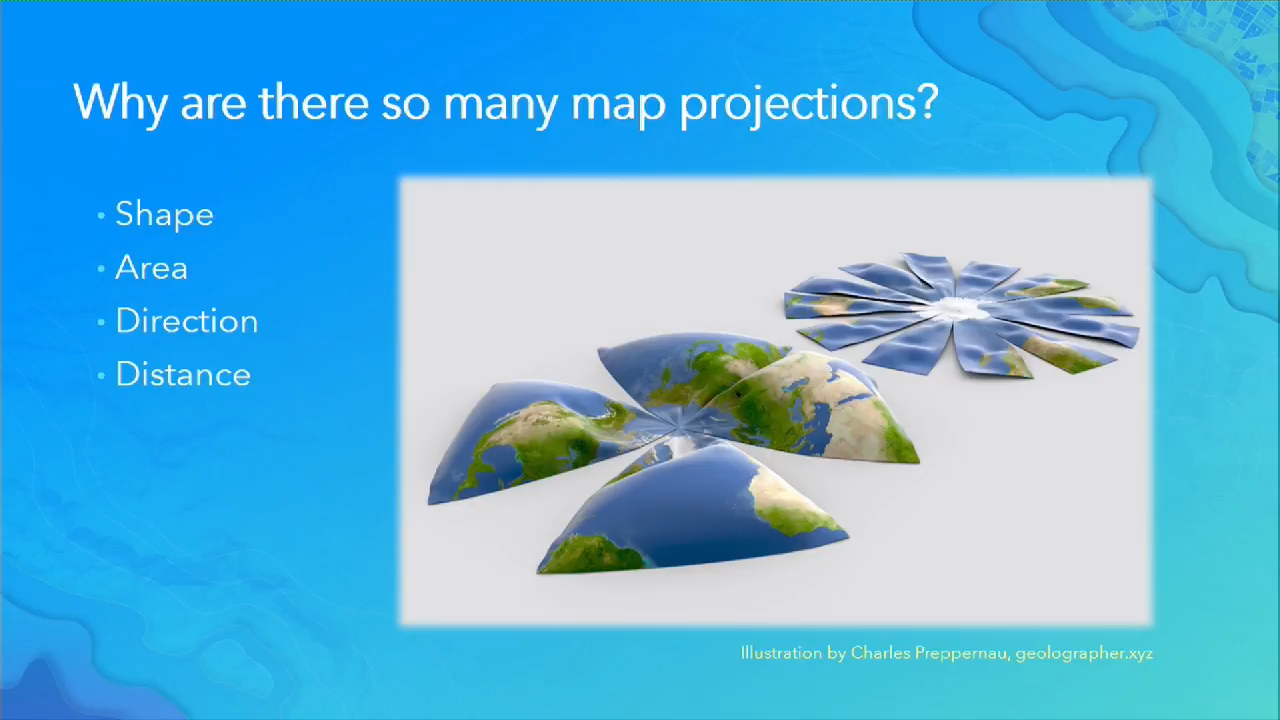 Why are there so many map projections?
• Shape
• Area
• Direction
• Distance
Illustration by Charles Preppernau, geolographer.xyz